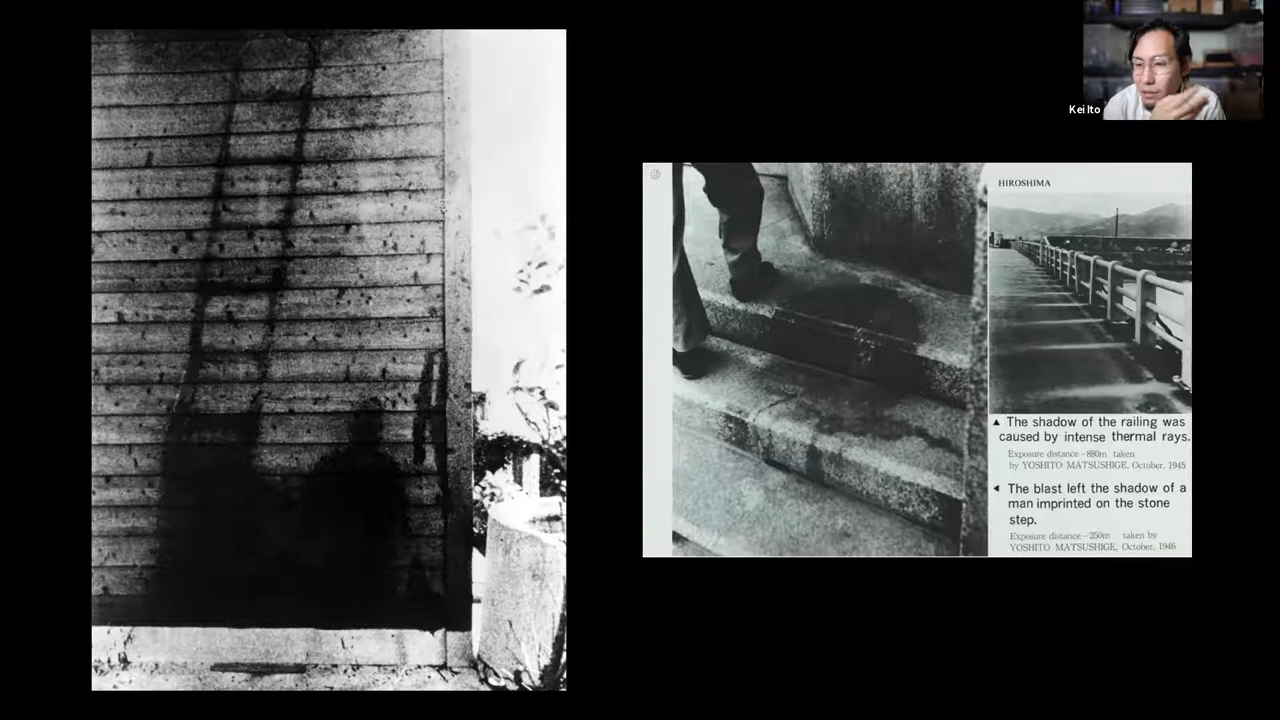 Kei Ito
HIROSHIMA
▲ The shadow of the railing was
caused by intense thermal rays.
Exposure distance – 880m taken
by YOSHITO MATSUSHIGE, October, 1945
◀ The blast left the shadow of a
man imprinted on the stone
step.
Exposure distance – 250m taken by
YOSHITO MATSUSHIGE, October, 1946